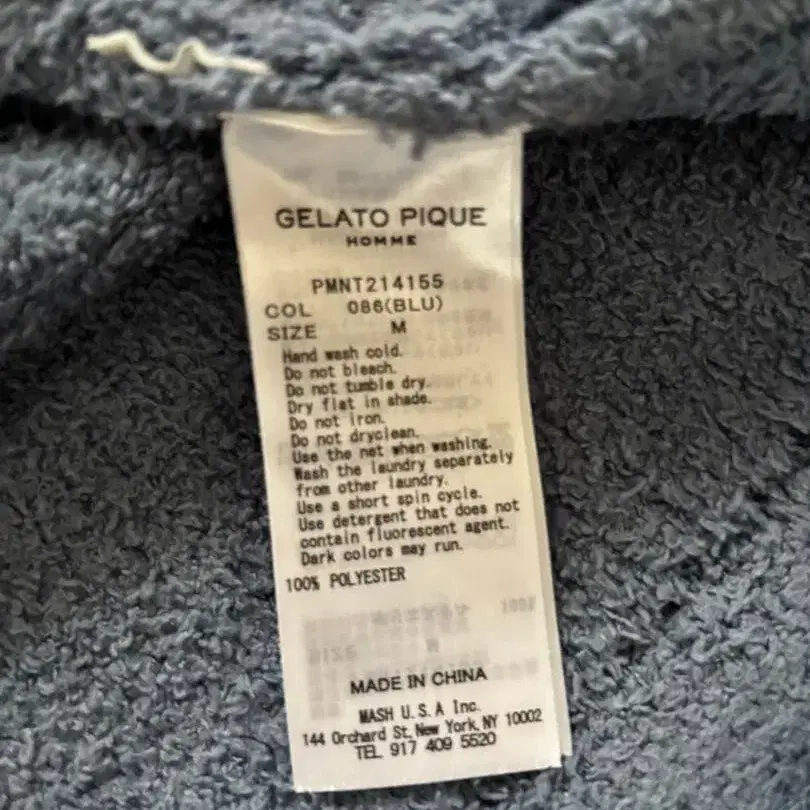 GELATO PIQUE
HOMME
PMNT214155
COL 086(BLU)
SIZE M
Hand wash cold.
Do not bleach.
Do not tumble dry.
Dry flat in shade.
Do not iron.
Do not dryclean.
Use the net when washing.
Wash the laundry separately
from other laundry.
Use a short spin cycle.
Use detergent that does not
contain fluorescent agent.
Dark colors may run.
100% POLYESTER
MADE IN CHINA
MASH U.S.A Inc.
144 Orchard St, New York, NY 10002
TEL 917 409 5520